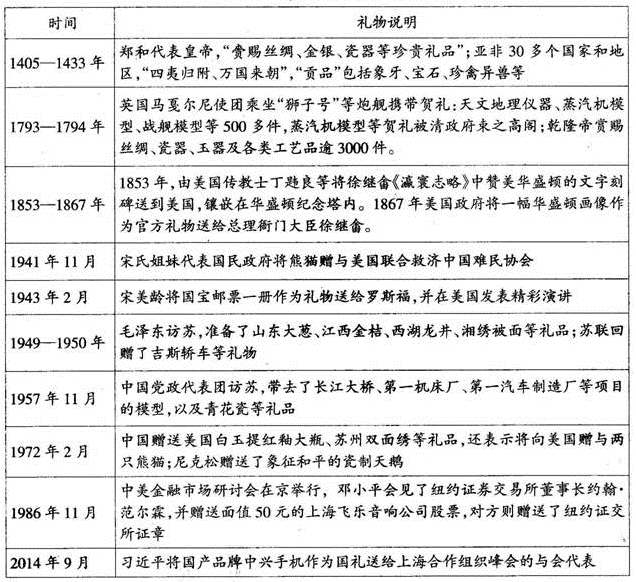 时间 礼物说明
1405—1433 年 郑和代表皇帝，“赍赐丝绸、金银、瓷器等珍贵礼品”；亚非 30 多个国家和地
区，“四夷归附、万国来朝”，“贡品”包括象牙、宝石、珍禽异兽等
1793—1794 年 英国马戛尔尼使团乘坐“狮子号”等炮舰携带贺礼：天文地理仪器、蒸汽机模
型、战舰模型等 500 多件，蒸汽机模型等贺礼被清政府束之高阁；乾隆帝赏赐
丝绸、瓷器、玉器及各类工艺品逾 3000 件。
1853—1867 年 1853 年，由美国传教士丁韪良等将徐继畬《瀛寰志略》中赞美华盛顿的文字刻
碑送到美国，镶嵌在华盛顿纪念塔内。1867 年美国政府将一幅华盛顿画像作
为官方礼物送给总理衙门大臣徐继畬。
1941 年 11 月 宋氏姐妹代表国民政府将熊猫赠与美国联合救济中国难民协会
1943 年 2 月 宋美龄将国宝邮票一册作为礼物送给罗斯福，并在美国发表精彩演讲
1949—1950 年 毛泽东访苏，准备了山东大葱、江西金桔、西湖龙井、湘绣被面等礼品；苏联回
赠了吉斯轿车等礼物
1957 年 11 月 中国党政代表团访苏，带去了长江大桥、第一机床厂、第一汽车制造厂等项目
的模型，以及青花瓷等礼品
1972 年 2 月 中国赠送美国白玉提红釉大瓶、苏州双面绣等礼品，还表示将向美国赠与两
只熊猫；尼克松赠送了象征和平的瓷制天鹅
1986 年 11 月 中美金融市场研讨会在京举行，邓小平会见了纽约证券交易所董事长约翰·
范尔霖，并赠送面值 50 元的上海飞乐音响公司股票，对方则赠送了纽约证交
所证章
2014 年 9 月 习近平将国产品牌中兴手机作为国礼送给上海合作组织峰会的与会代表